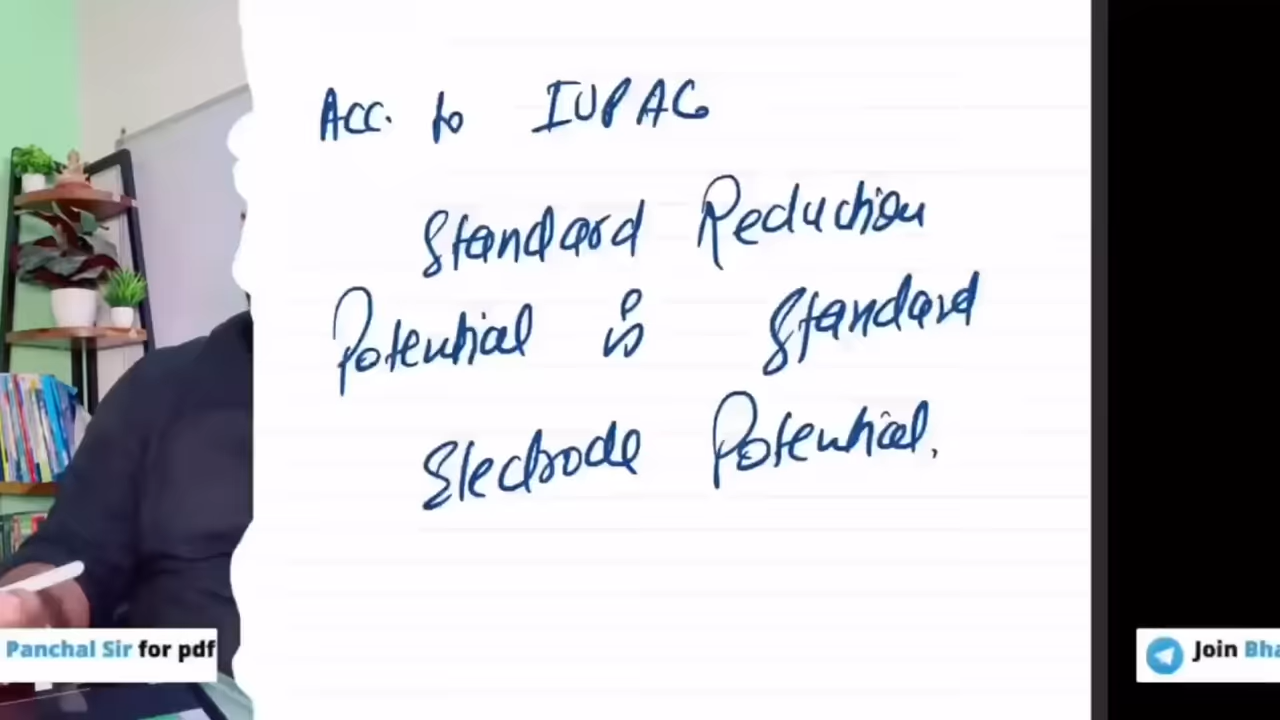 Acc. to IUPAC
Standard Reduction
Potential is Standard
Electrode Potential.
Panchal Sir for pdf
Join Bha